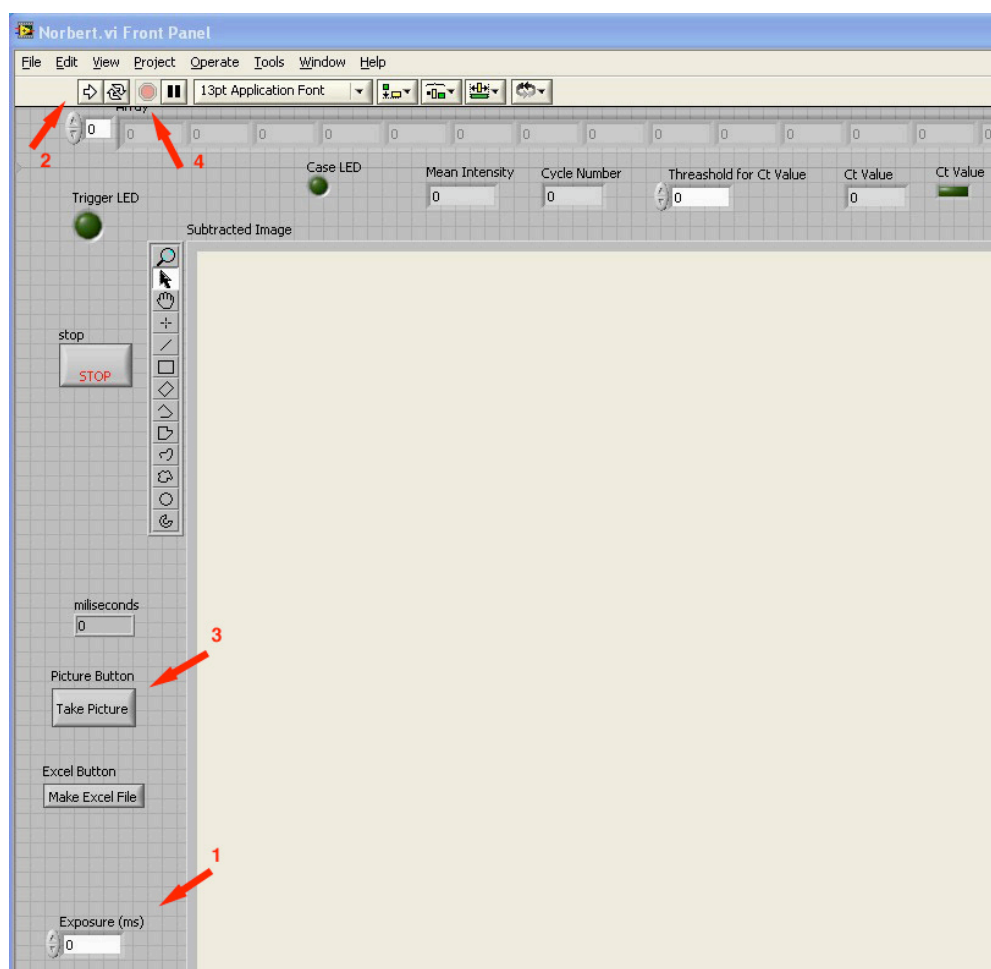 Norbert.vi Front Panel
File Edit View Project Operate Tools Window Help
13pt Application Font
Array
0 0 0 0 0 0 0 0 0 0 0 0 0 0 0
2
4
Trigger LED
Case LED
Mean Intensity
0
Cycle Number
0
Threashold for Ct Value
0
Ct Value
0
Ct Value
Subtracted Image
stop
STOP
miliseconds
0
3
Picture Button
Take Picture
Excel Button
Make Excel File
1
Exposure (ms)
0